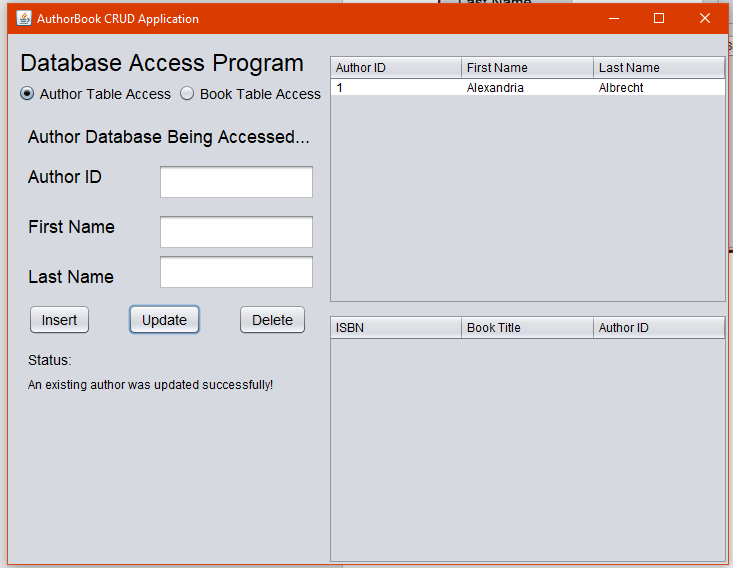 Last Name
AuthorBook CRUD Application
Database Access Program
Author Table Access Book Table Access
Author Database Being Accessed...
Author ID
First Name
Last Name
Insert Update Delete
Status:
An existing author was updated successfully!
Author ID First Name Last Name
1 Alexandria Albrecht
ISBN Book Title Author ID